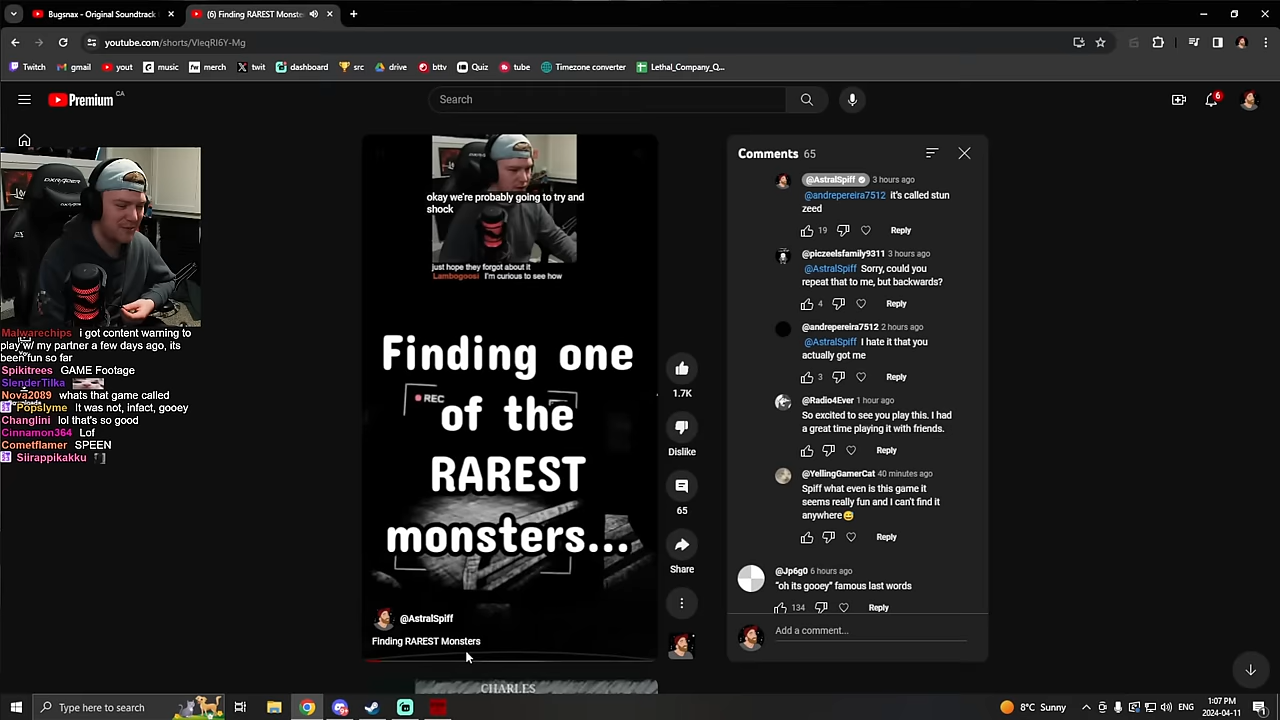 Bugsnax - Original Soundtrack
(6) Finding RAREST Monste
youtube.com/shorts/VIeqRI6Y-Mg
Twitch
gmail
yout
music
merch
twit
dashboard
src
drive
bttv
Quiz
tube
Timezone converter
Lethal_Company_Q...
Premium CA
Search
6
okay we're probably going to try and
shock
just hope they forgot about it
Lambogoosi I'm curious to see how
Finding one
REC
of the
RAREST
monsters...
@AstralSpiff
Finding RAREST Monsters
CHARLES
1.7K
Dislike
65
Share
Comments 65
@AstralSpiff 3 hours ago
@andrepereira7512 it's called stun
zeed
19 Reply
@piczeelsfamily9311 3 hours ago
@AstralSpiff Sorry, could you
repeat that to me, but backwards?
4 Reply
@andrepereira7512 2 hours ago
@AstralSpiff I hate it that you
actually got me
3 Reply
@Radio4Ever 1 hour ago
So excited to see you play this. I had
a great time playing it with friends.
Reply
@YellingGamerCat 40 minutes ago
Spiff what even is this game it
seems really fun and I can't find it
anywhere😅
Reply
@Jp6g0 6 hours ago
"oh its gooey" famous last words
134 Reply
Add a comment...
Malwarechips i got content warning to
play w/ my partner a few days ago, its
been fun so far
Spikitrees GAME Footage
SlenderTilka
Nova2089 whats that game called
Popslyme It was not, infact, gooey
Changlini lol that's so good
Cinnamon364 Lof
Cometflamer SPEEN
Siirappikakku
Type here to search
8°C Sunny
ENG
1:07 PM
2024-04-11